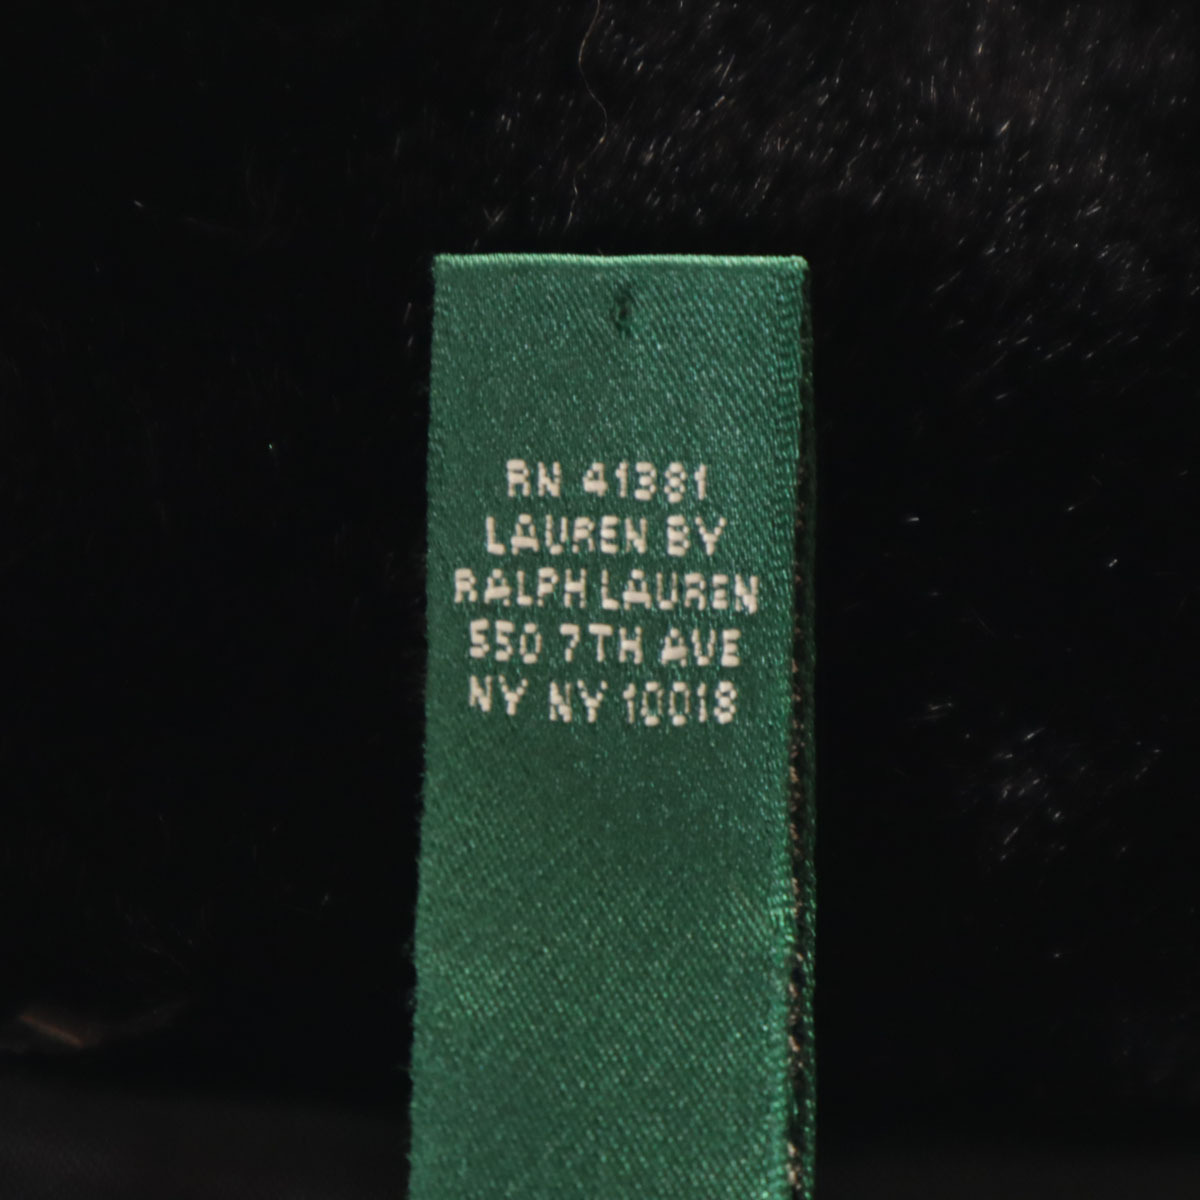 RN 41381
LAUREN BY
RALPH LAUREN
550 7TH AVE
NY NY 10018